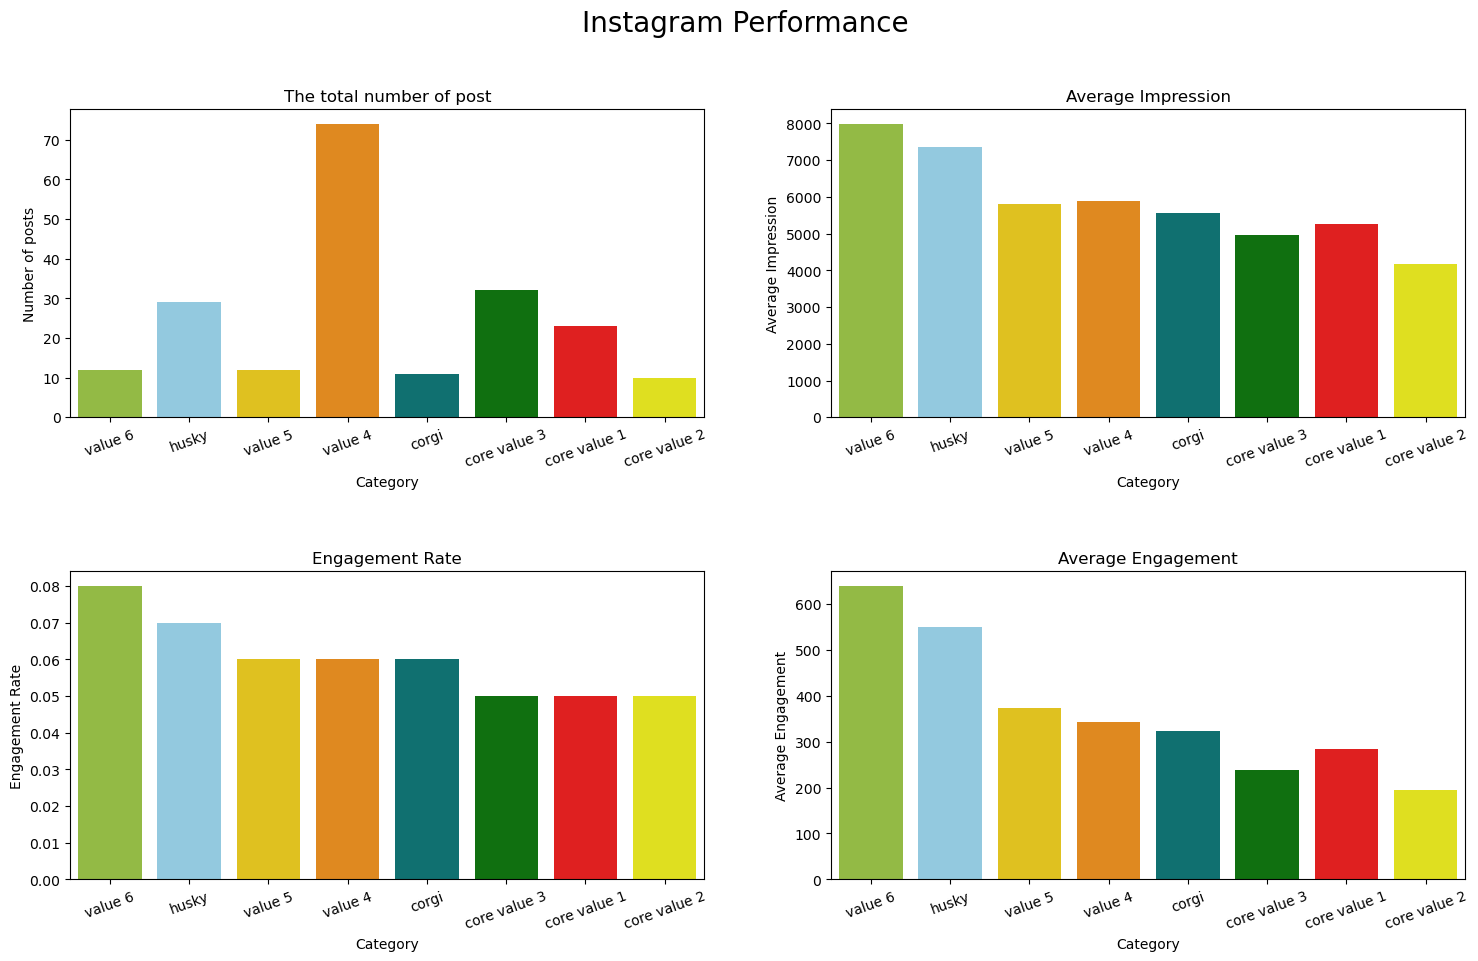 Instagram Performance
The total number of post
Number of posts
70
60
50
40
30
20
10
0
value 6
husky
value 5
value 4
corgi
core value 3
core value 1
core value 2
Category
Average Impression
Average Impression
8000
7000
6000
5000
4000
3000
2000
1000
0
value 6
husky
value 5
value 4
corgi
core value 3
core value 1
core value 2
Category
Engagement Rate
Engagement Rate
0.08
0.07
0.06
0.05
0.04
0.03
0.02
0.01
0.00
value 6
husky
value 5
value 4
corgi
core value 3
core value 1
core value 2
Category
Average Engagement
Average Engagement
600
500
400
300
200
100
0
value 6
husky
value 5
value 4
corgi
core value 3
core value 1
core value 2
Category